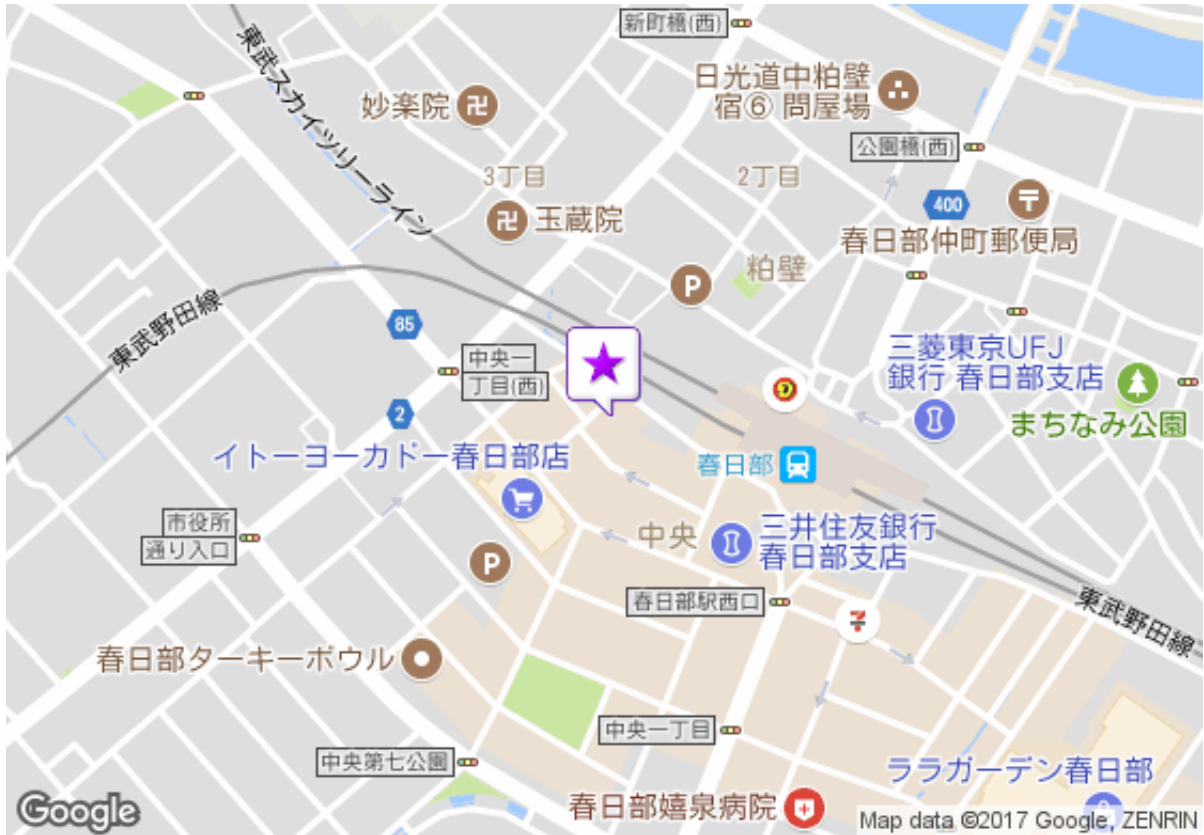 新町橋(西)
東武スカイツリーライン
妙楽院
日光道中粕壁
宿⑥ 問屋場
公園橋(西)
3丁目
2丁目
400
玉蔵院
春日部仲町郵便局
P
粕壁
東武野田線
85
中央一
丁目(西)
三菱東京UFJ
銀行 春日部支店
2
まちなみ公園
イトーヨーカドー春日部店
春日部
市役所
通り入口
中央
三井住友銀行
春日部支店
P
春日部駅西口
7
東武野田線
春日部ターキーボウル
中央一丁目
中央第七公園
ララガーデン春日部
春日部嬉泉病院
Google
Map data ©2017 Google, ZENRIN